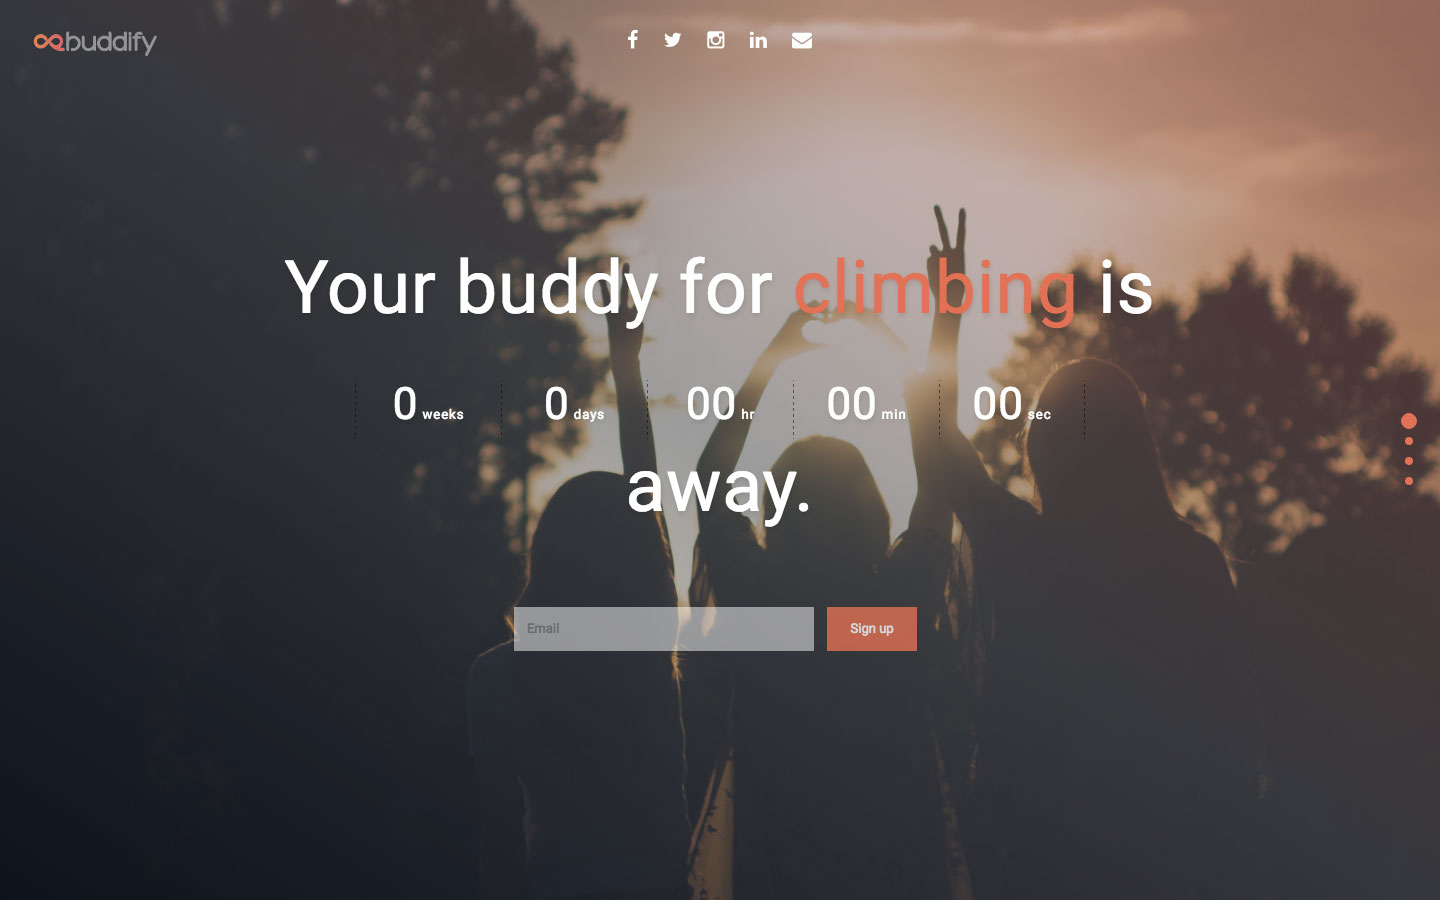 buddify
Your buddy for climbing is
0 weeks 0 days 00 hr 00 min 00 sec
away.
Email Sign up